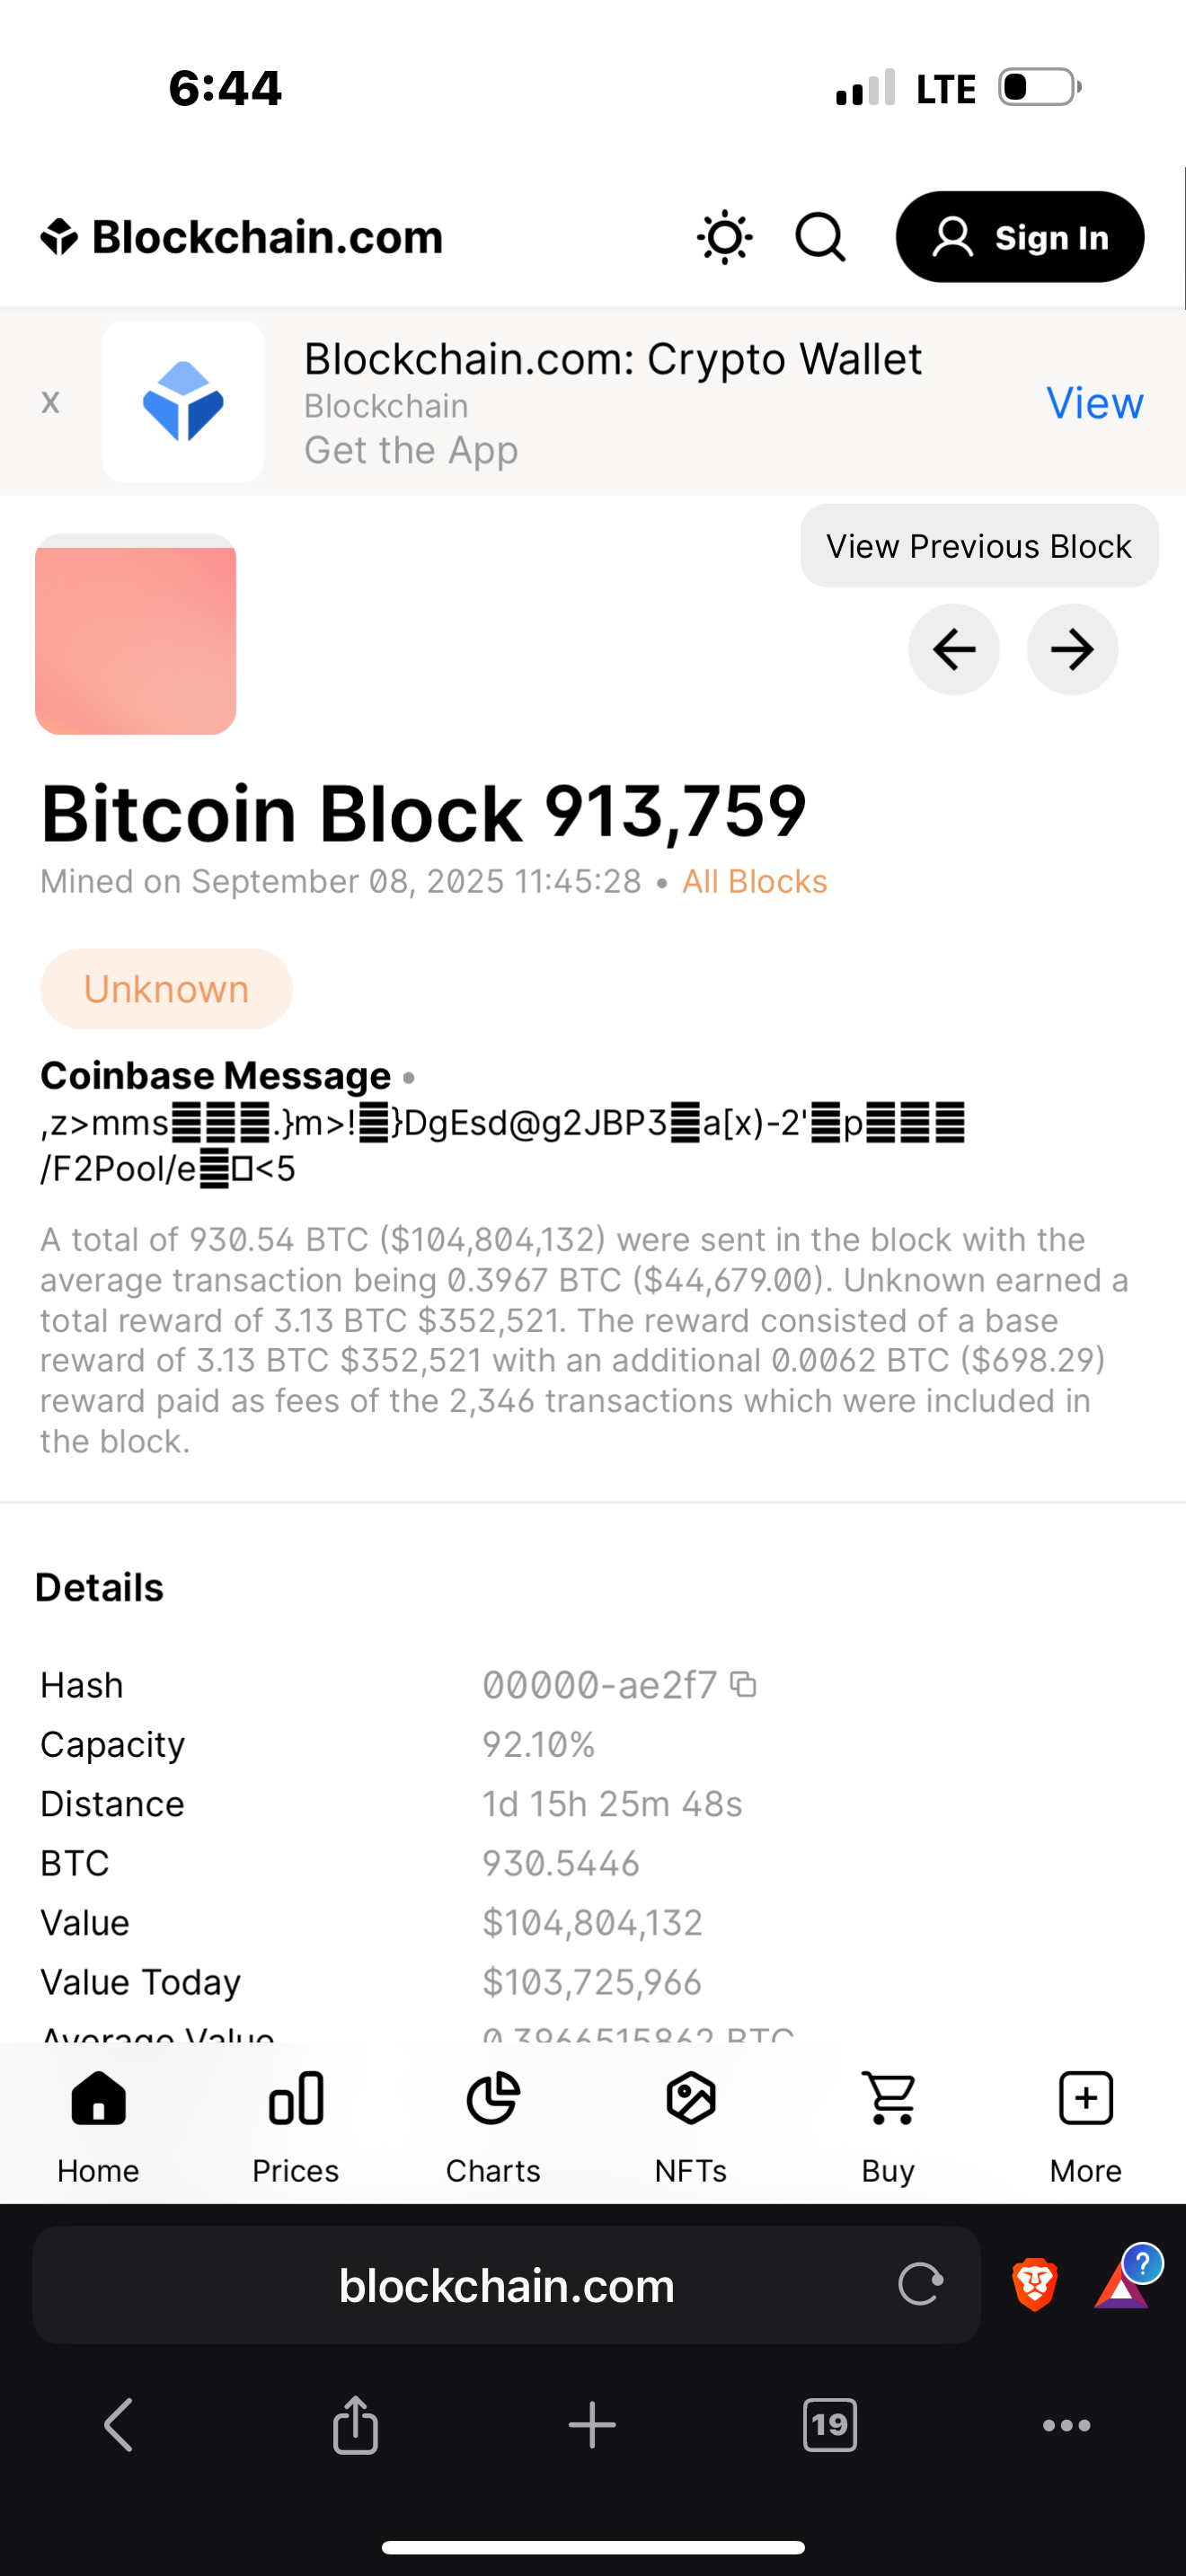 6:44
LTE
Blockchain.com
Sign In
x
Blockchain.com: Crypto Wallet
Blockchain
Get the App
View
View Previous Block
Bitcoin Block 913,759
Mined on September 08, 2025 11:45:28 • All Blocks
Unknown
Coinbase Message •
,z>mms▤▤▤.}m>!▤}DgEsd@g2JBP3▤a[x)-2'▤p▤▤▤
/F2Pool/e▤▯<5
A total of 930.54 BTC ($104,804,132) were sent in the block with the
average transaction being 0.3967 BTC ($44,679.00). Unknown earned a
total reward of 3.13 BTC $352,521. The reward consisted of a base
reward of 3.13 BTC $352,521 with an additional 0.0062 BTC ($698.29)
reward paid as fees of the 2,346 transactions which were included in
the block.
Details
Hash 00000-ae2f7
Capacity 92.10%
Distance 1d 15h 25m 48s
BTC 930.5446
Value $104,804,132
Value Today $103,725,966
Average Value 0.3966515862 BTC
Home Prices Charts NFTs Buy More
blockchain.com
?
19